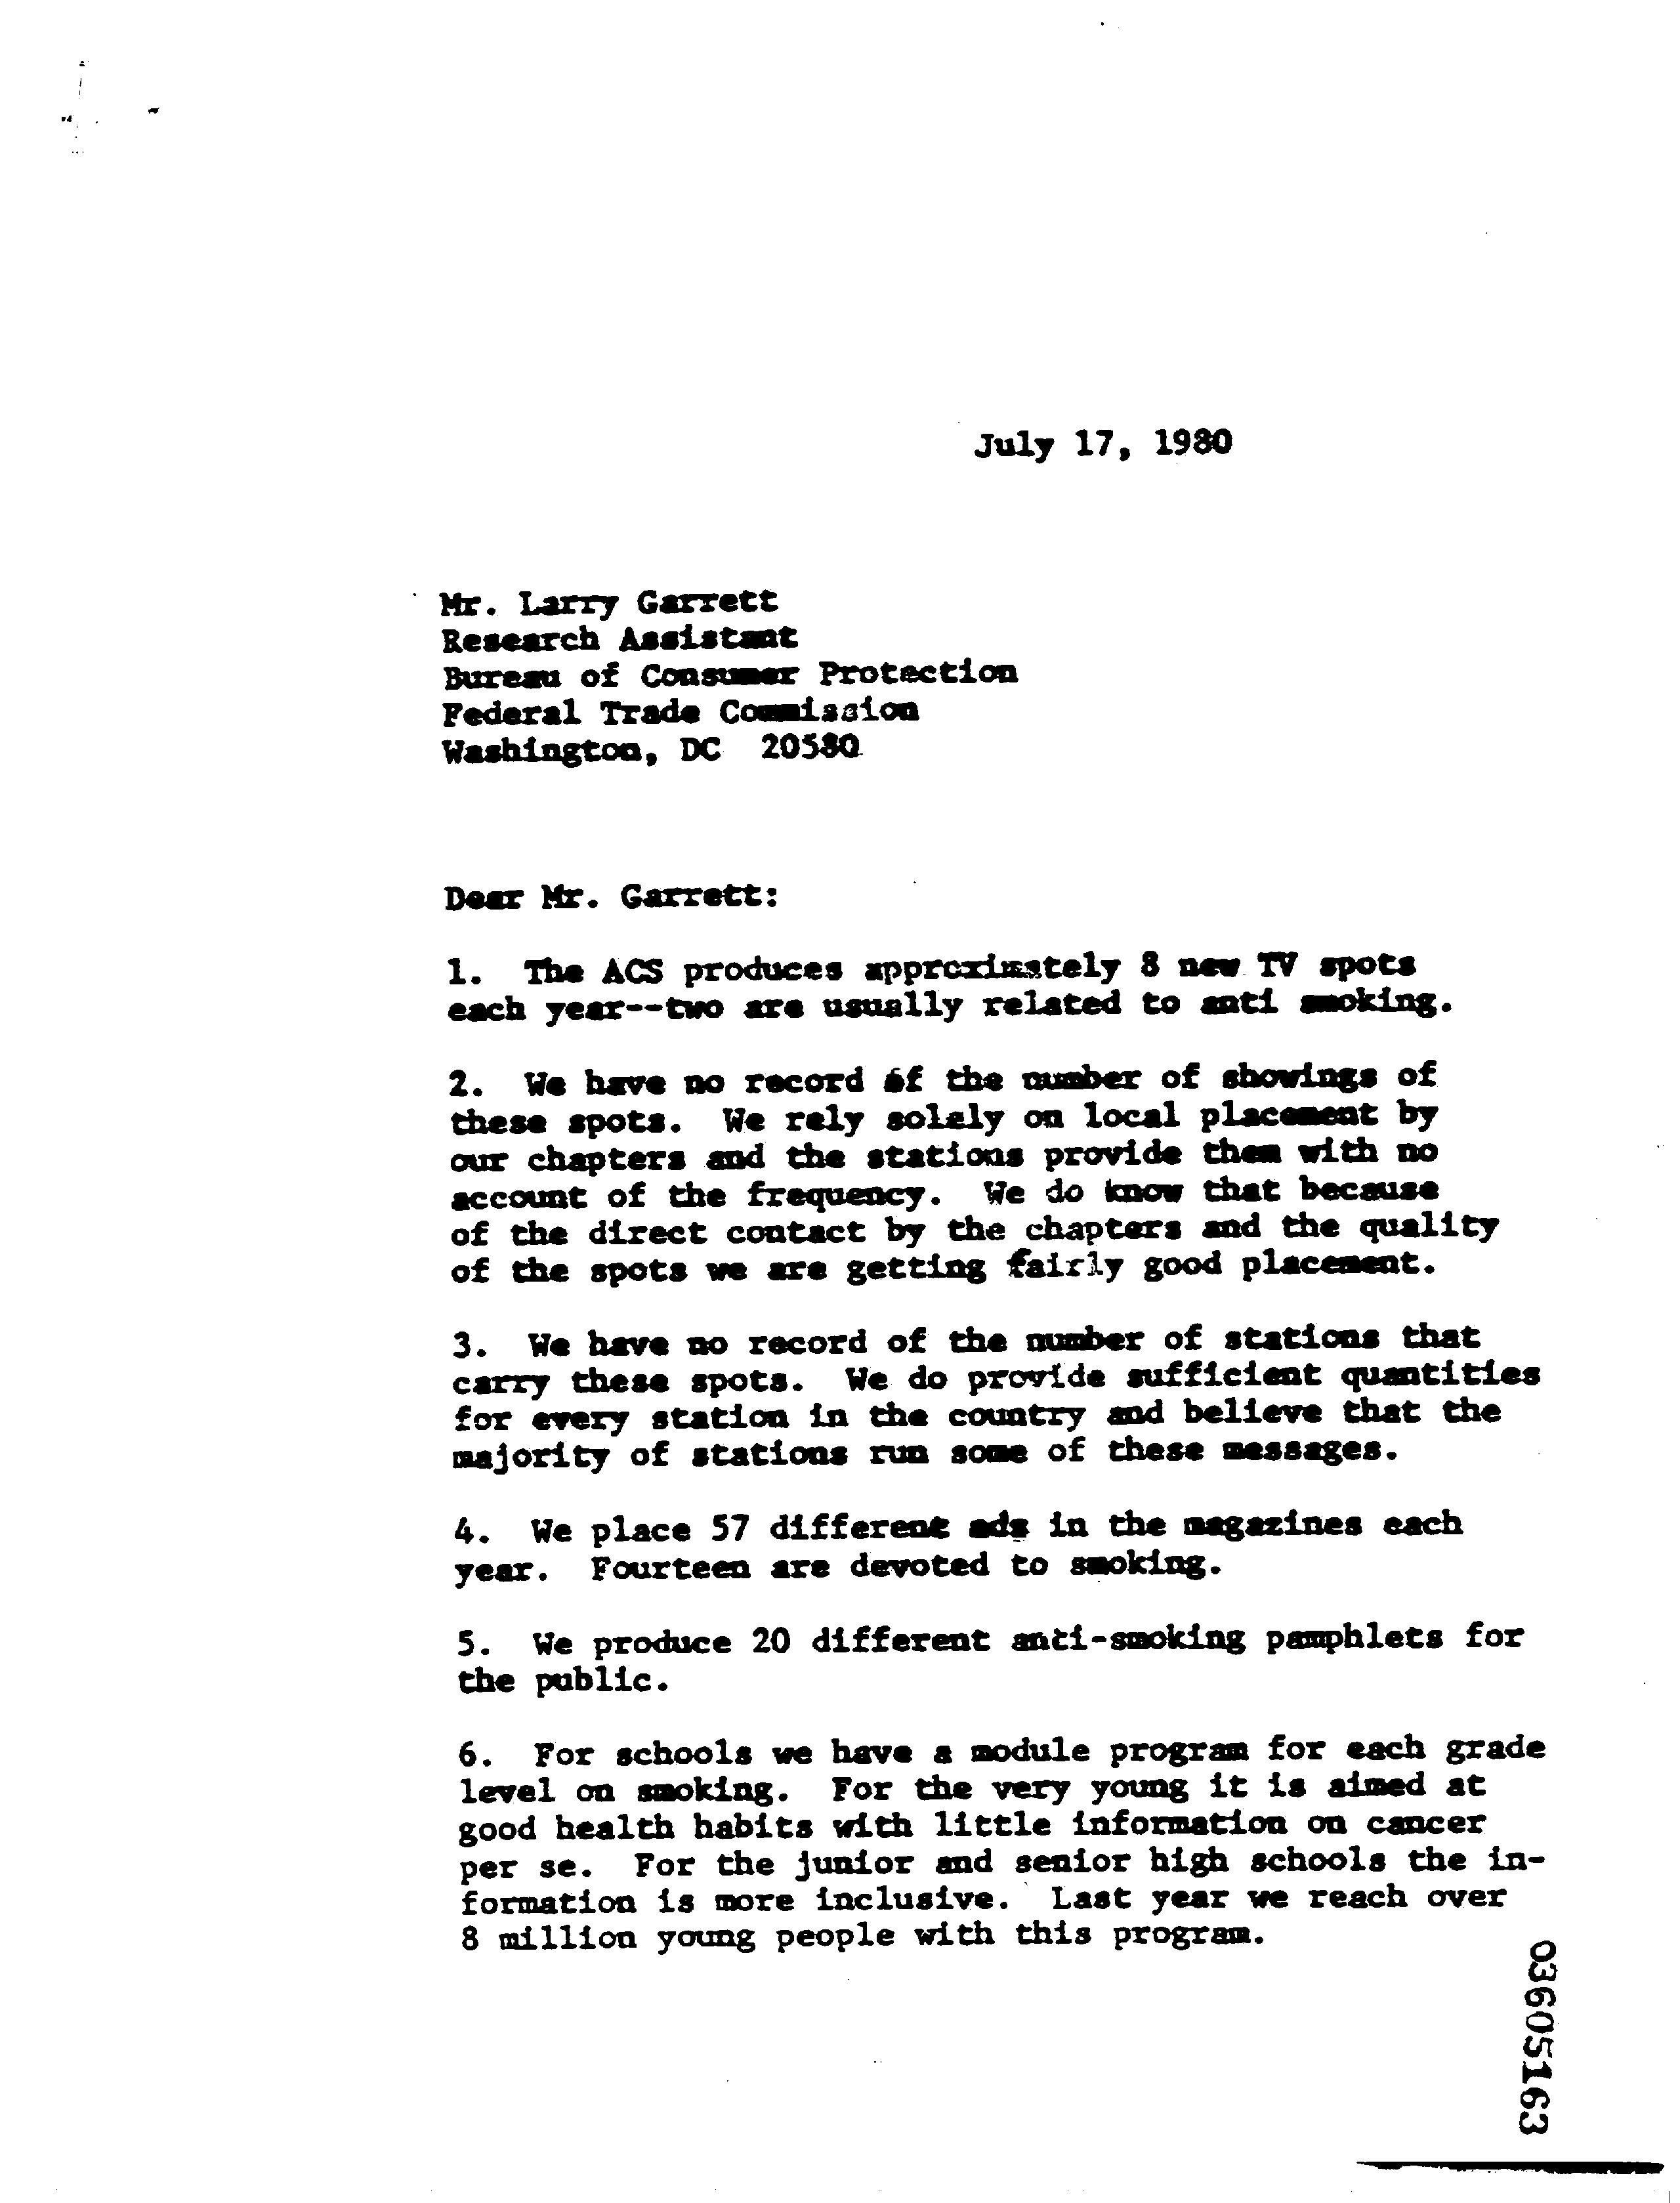 July 17, 1980
Mr. Larry Garrett
Research Assistant
Bureau of Consumer Protection
Federal Trade Commission
Washington, DC 20580
Dear Mr. Garrett:
1. The ACS produces approximately 8 new TV spots
each year--two are usually related to anti smoking.
2. We have no record of the number of showings of
these spots. We rely solely on local placement by
our chapters and the stations provide them with no
account of the frequency. We do know that because
of the direct contact by the chapters and the quality
of the spots we are getting fairly good placement.
3. We have no record of the number of stations that
carry these spots. We do provide sufficient quantities
for every station in the country and believe that the
majority of stations run some of these messages.
4. We place 57 different ads in the magazines each
year. Fourteen are devoted to smoking.
5. We produce 20 different anti-smoking pamphlets for
the public.
6. For schools we have a module program for each grade
level on smoking. For the very young it is aimed at
good health habits with little information on cancer
per se. For the junior and senior high schools the in-
formation is more inclusive. Last year we reach over
8 million young people with this program.
03605163